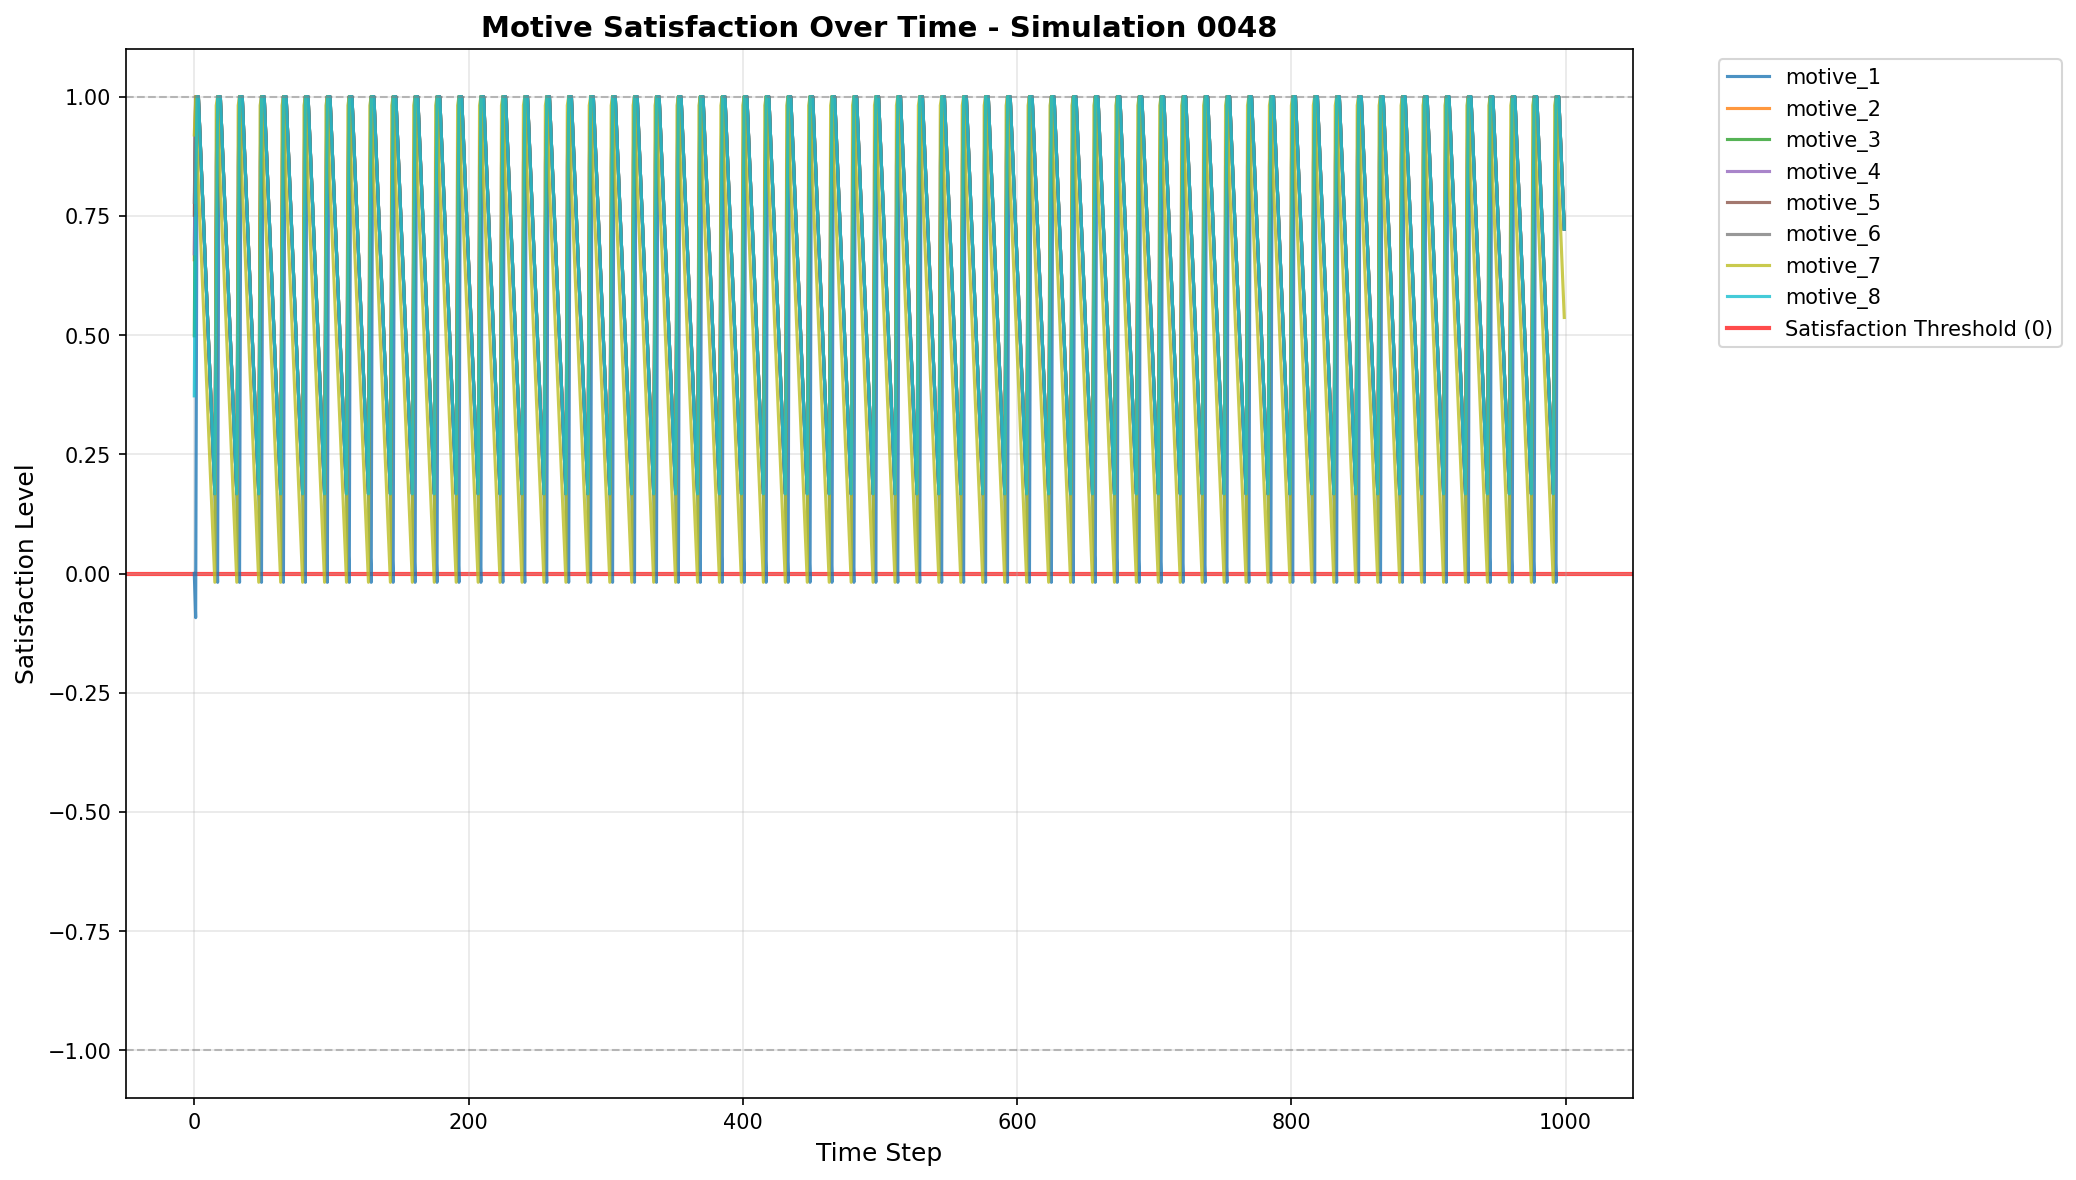 Motive Satisfaction Over Time - Simulation 0048
1.00
0.75
0.50
0.25
0.00
−0.25
−0.50
−0.75
−1.00
Satisfaction Level
0
200
400
600
800
1000
Time Step
motive_1
motive_2
motive_3
motive_4
motive_5
motive_6
motive_7
motive_8
Satisfaction Threshold (0)